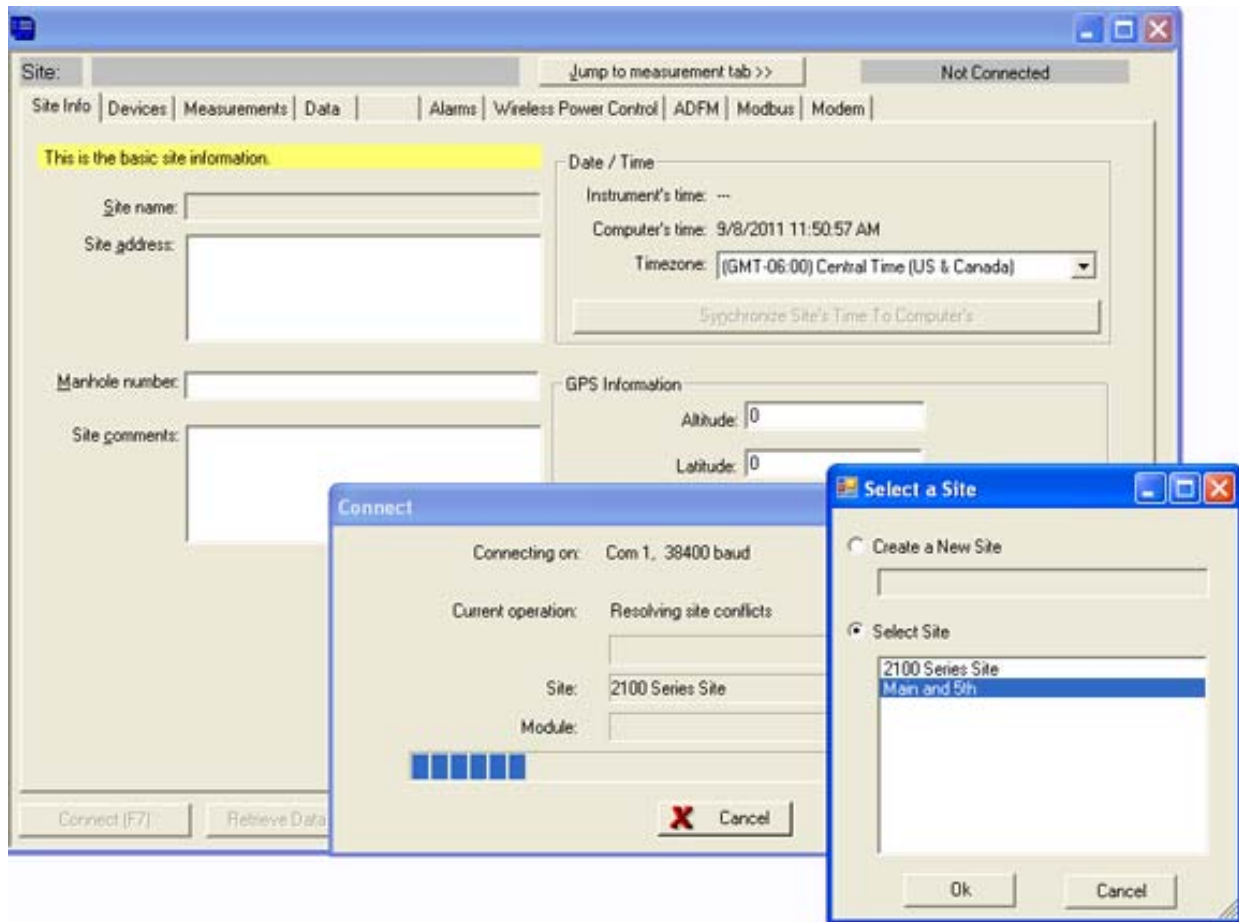 Site:
Jump to measurement tab >>
Not Connected
Site Info
Devices
Measurements
Data
Alarms
Wireless Power Control
ADFM
Modbus
Modem
This is the basic site information.
Site name:
Site address:
Manhole number:
Site comments:
Date / Time
Instrument's time: ---
Computer's time: 9/8/2011 11:50:57 AM
Timezone: (GMT-06:00) Central Time (US & Canada)
Synchronize Site's Time To Computer's
GPS Information
Altitude: 0
Latitude: 0
Connect (F7)
Retrieve Data
Connect
Connecting on: Com 1, 38400 baud
Current operation: Resolving site conflicts
Site: 2100 Series Site
Module:
Cancel
Select a Site
Create a New Site
Select Site
2100 Series Site
Main and 5th
Ok
Cancel